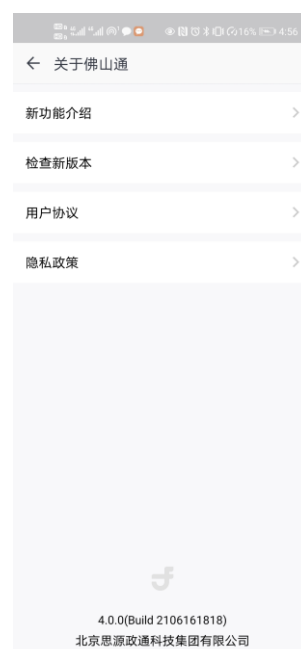 16% 4:56
关于佛山通
新功能介绍
检查新版本
用户协议
隐私政策
4.0.0(Build 2106161818)
北京思源政通科技集团有限公司